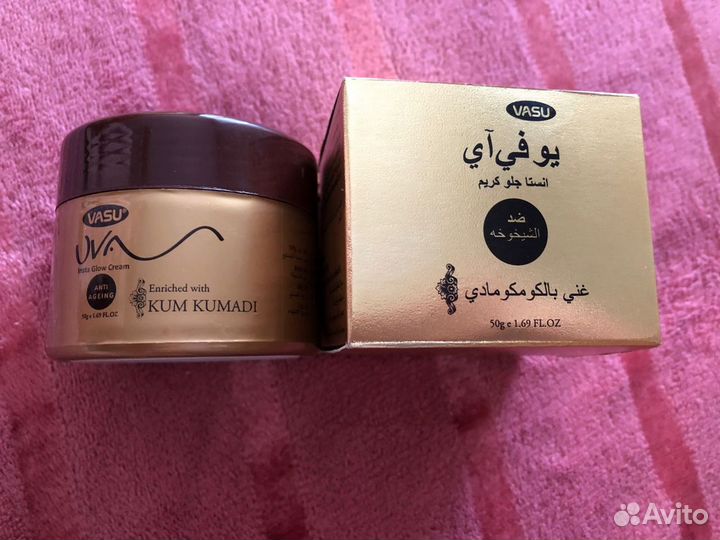 VASU
UVA
Insta Glow Cream
ANTI
AGEING
50g e 1.69 FL.OZ
Enriched with
KUM KUMADI
VASU
يو في آي
انستا جلو كريم
ضد
الشيخوخه
غني بالكومكومادي
50g e 1.69 FL.OZ
Avito